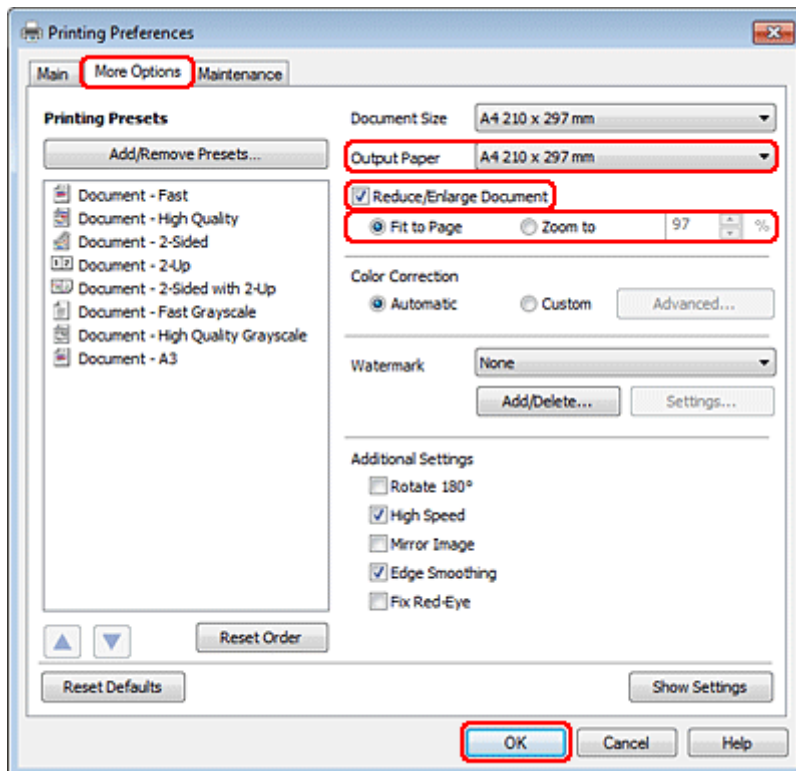 Printing Preferences
Main More Options Maintenance
Printing Presets
Add/Remove Presets...
Document - Fast
Document - High Quality
Document - 2-Sided
Document - 2-Up
Document - 2-Sided with 2-Up
Document - Fast Grayscale
Document - High Quality Grayscale
Document - A3
Reset Order
Document Size A4 210 x 297 mm
Output Paper A4 210 x 297 mm
Reduce/Enlarge Document
Fit to Page Zoom to 97 %
Color Correction
Automatic Custom Advanced...
Watermark None
Add/Delete... Settings...
Additional Settings
Rotate 180°
High Speed
Mirror Image
Edge Smoothing
Fix Red-Eye
Reset Defaults Show Settings
OK Cancel Help